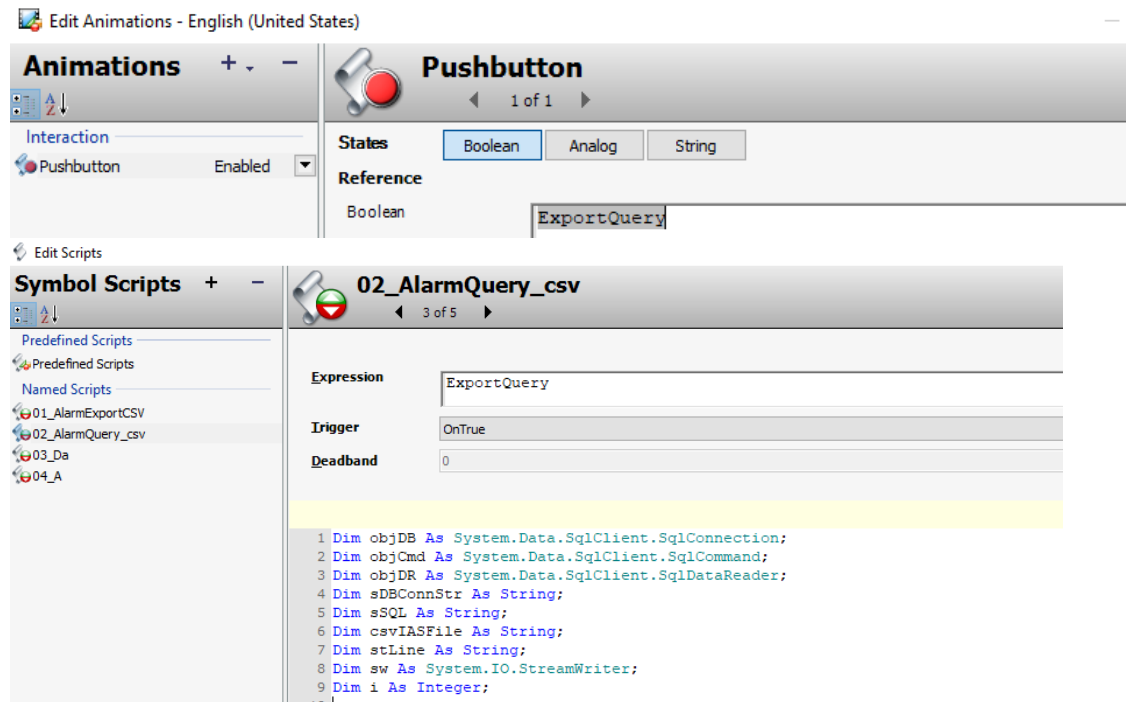 Edit Animations - English (United States)
Animations + -
Pushbutton
1 of 1
Interaction
Pushbutton Enabled
States Boolean Analog String
Reference
Boolean ExportQuery
Edit Scripts
Symbol Scripts + -
02_AlarmQuery_csv
3 of 5
Predefined Scripts
Predefined Scripts
Named Scripts
01_AlarmExportCSV
02_AlarmQuery_csv
03_Da
04_A
Expression ExportQuery
Trigger OnTrue
Deadband 0
1 Dim objDB As System.Data.SqlClient.SqlConnection;
2 Dim objCmd As System.Data.SqlClient.SqlCommand;
3 Dim objDR As System.Data.SqlClient.SqlDataReader;
4 Dim sDBConnStr As String;
5 Dim sSQL As String;
6 Dim csvIASFile As String;
7 Dim stLine As String;
8 Dim sw As System.IO.StreamWriter;
9 Dim i As Integer;